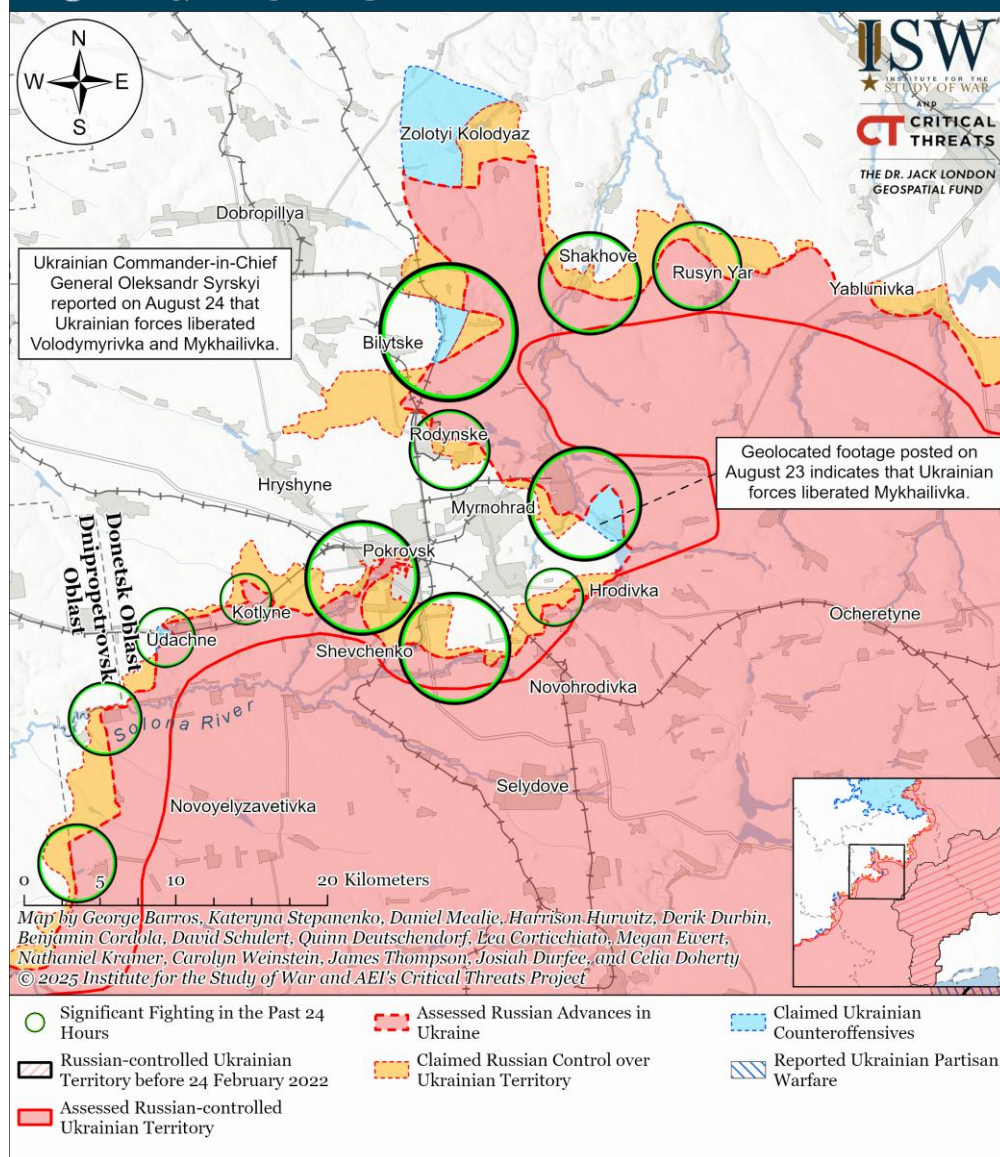 N
W
E
S
ISW
INSTITUTE FOR THE
STUDY OF WAR
AND
CT CRITICAL
THREATS
THE DR. JACK LONDON
GEOSPATIAL FUND
Zolotyi Kolodyaz
Dobropillya
Ukrainian Commander-in-Chief
General Oleksandr Syrskyi
reported on August 24 that
Ukrainian forces liberated
Volodymyrivka and Mykhailivka.
Shakhove
Rusyn Yar
Yablunivka
Bilytske
Rodynske
Geolocated footage posted on
August 23 indicates that Ukrainian
forces liberated Mykhailivka.
Hryshyne
Myrnohrad
Pokrovsk
Donetsk Oblast
Dnipropetrovsk
Oblast
Kotlyne
Hrodivka
Udachne
Ocheretyne
Shevchenko
Novohrodivka
Solona River
Selydove
Novoyelyzavetivka
0 5 10 20 Kilometers
Map by George Barros, Kateryna Stepanenko, Daniel Mealie, Harrison Hurwitz, Derik Durbin,
Benjamin Cordola, David Schulert, Quinn Deutschendorf, Lea Corticchiato, Megan Ewert,
Nathaniel Kramer, Carolyn Weinstein, James Thompson, Josiah Durfee, and Celia Doherty
© 2025 Institute for the Study of War and AEI's Critical Threats Project
Significant Fighting in the Past 24
Hours
Russian-controlled Ukrainian
Territory before 24 February 2022
Assessed Russian-controlled
Ukrainian Territory
Assessed Russian Advances in
Ukraine
Claimed Russian Control over
Ukrainian Territory
Claimed Ukrainian
Counteroffensives
Reported Ukrainian Partisan
Warfare